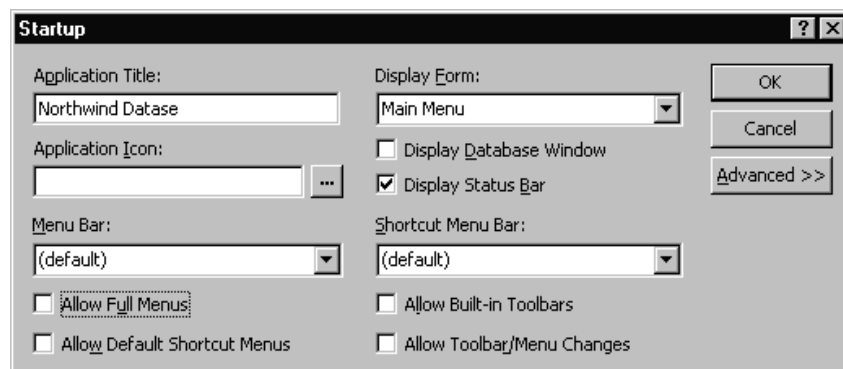 Startup
Application Title:
Display Form:
OK
Northwind Datase
Main Menu
Cancel
Application Icon:
Display Database Window
...
Display Status Bar
Advanced >>
Menu Bar:
Shortcut Menu Bar:
(default)
(default)
Allow Full Menus
Allow Built-in Toolbars
Allow Default Shortcut Menus
Allow Toolbar/Menu Changes